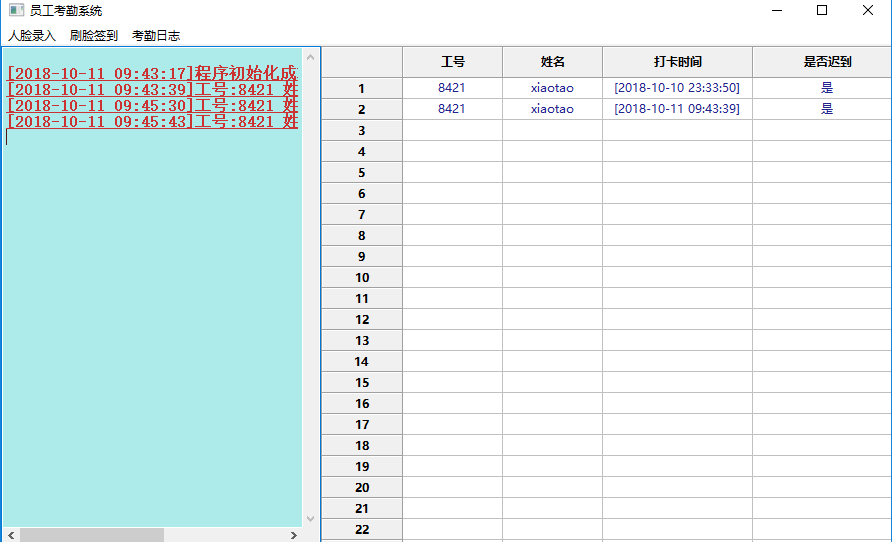 员工考勤系统
人脸录入 刷脸签到 考勤日志
[2018-10-11 09:43:17]程序初始化成
[2018-10-11 09:43:39]工号:8421 姓
[2018-10-11 09:45:30]工号:8421 姓
[2018-10-11 09:45:43]工号:8421 姓
工号 姓名 打卡时间 是否迟到
1 8421 xiaotao [2018-10-10 23:33:50] 是
2 8421 xiaotao [2018-10-11 09:43:39] 是
3
4
5
6
7
8
9
10
11
12
13
14
15
16
17
18
19
20
21
22